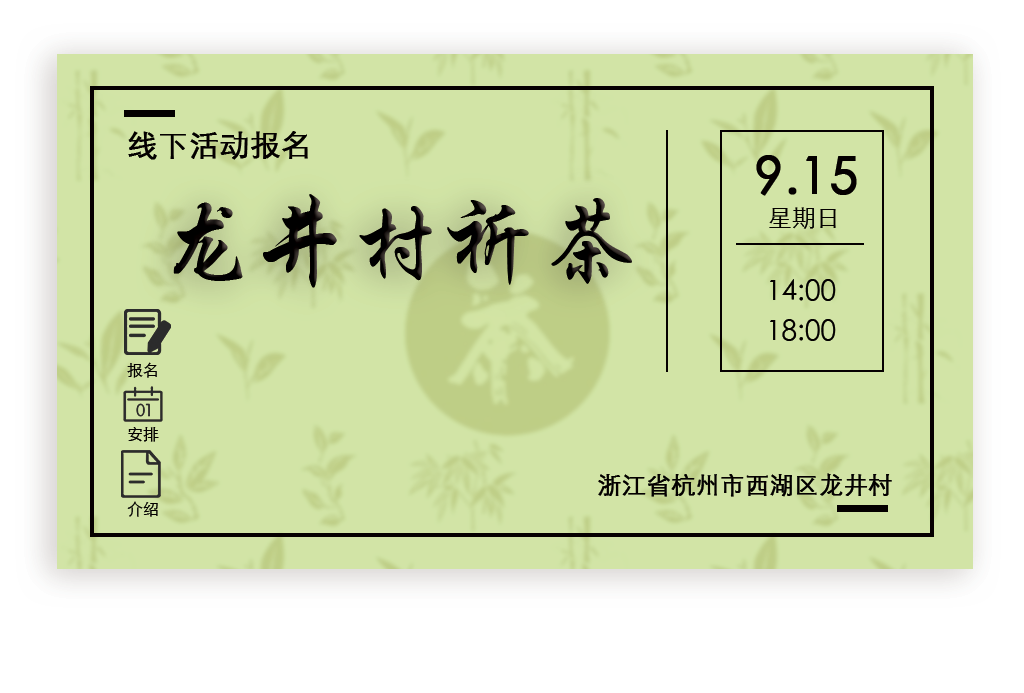 线下活动报名
龙井村祈茶
茶
9.15
星期日
14:00
18:00
报名
01
安排
介绍
浙江省杭州市西湖区龙井村